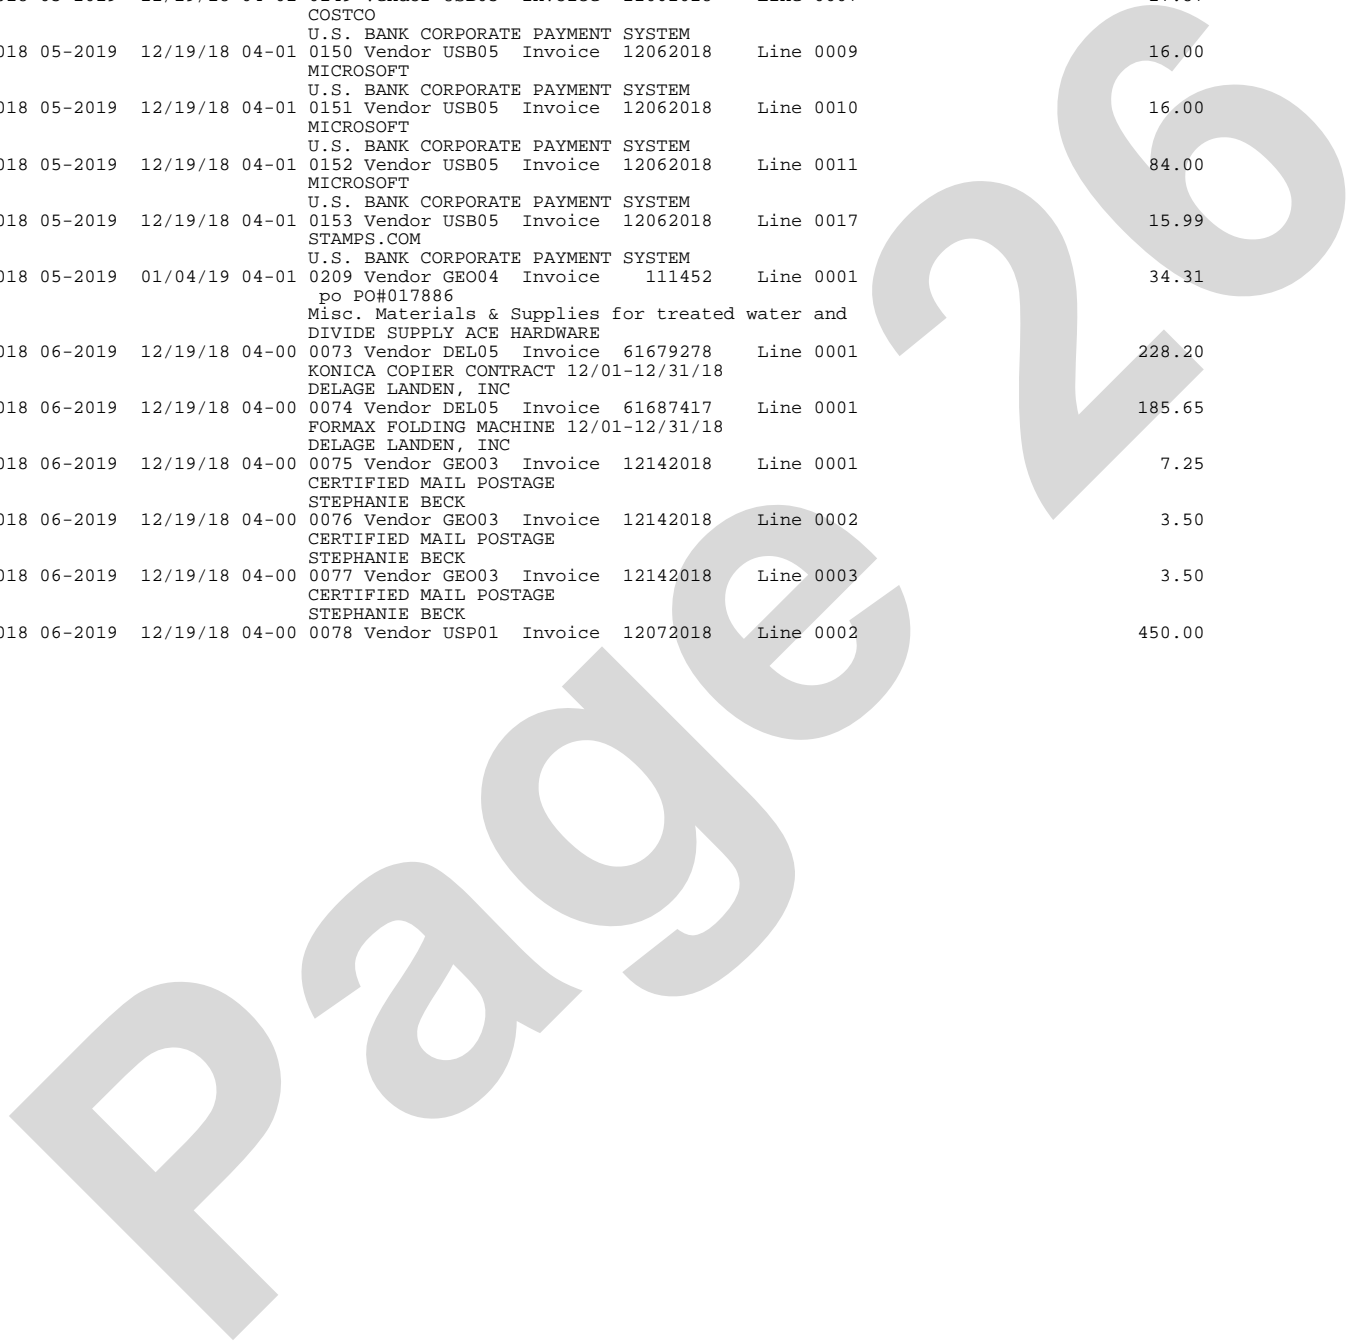 COSTCO
U.S. BANK CORPORATE PAYMENT SYSTEM
018 05-2019 12/19/18 04-01 0150 Vendor USB05 Invoice 12062018 Line 0009 16.00
MICROSOFT
U.S. BANK CORPORATE PAYMENT SYSTEM
018 05-2019 12/19/18 04-01 0151 Vendor USB05 Invoice 12062018 Line 0010 16.00
MICROSOFT
U.S. BANK CORPORATE PAYMENT SYSTEM
018 05-2019 12/19/18 04-01 0152 Vendor USB05 Invoice 12062018 Line 0011 84.00
MICROSOFT
U.S. BANK CORPORATE PAYMENT SYSTEM
018 05-2019 12/19/18 04-01 0153 Vendor USB05 Invoice 12062018 Line 0017 15.99
STAMPS.COM
U.S. BANK CORPORATE PAYMENT SYSTEM
018 05-2019 01/04/19 04-01 0209 Vendor GEO04 Invoice 111452 Line 0001 34.31
po PO#017886
Misc. Materials & Supplies for treated water and
DIVIDE SUPPLY ACE HARDWARE
018 06-2019 12/19/18 04-00 0073 Vendor DEL05 Invoice 61679278 Line 0001 228.20
KONICA COPIER CONTRACT 12/01-12/31/18
DELAGE LANDEN, INC
018 06-2019 12/19/18 04-00 0074 Vendor DEL05 Invoice 61687417 Line 0001 185.65
FORMAX FOLDING MACHINE 12/01-12/31/18
DELAGE LANDEN, INC
018 06-2019 12/19/18 04-00 0075 Vendor GEO03 Invoice 12142018 Line 0001 7.25
CERTIFIED MAIL POSTAGE
STEPHANIE BECK
018 06-2019 12/19/18 04-00 0076 Vendor GEO03 Invoice 12142018 Line 0002 3.50
CERTIFIED MAIL POSTAGE
STEPHANIE BECK
018 06-2019 12/19/18 04-00 0077 Vendor GEO03 Invoice 12142018 Line 0003 3.50
CERTIFIED MAIL POSTAGE
STEPHANIE BECK
018 06-2019 12/19/18 04-00 0078 Vendor USP01 Invoice 12072018 Line 0002 450.00
Page 26